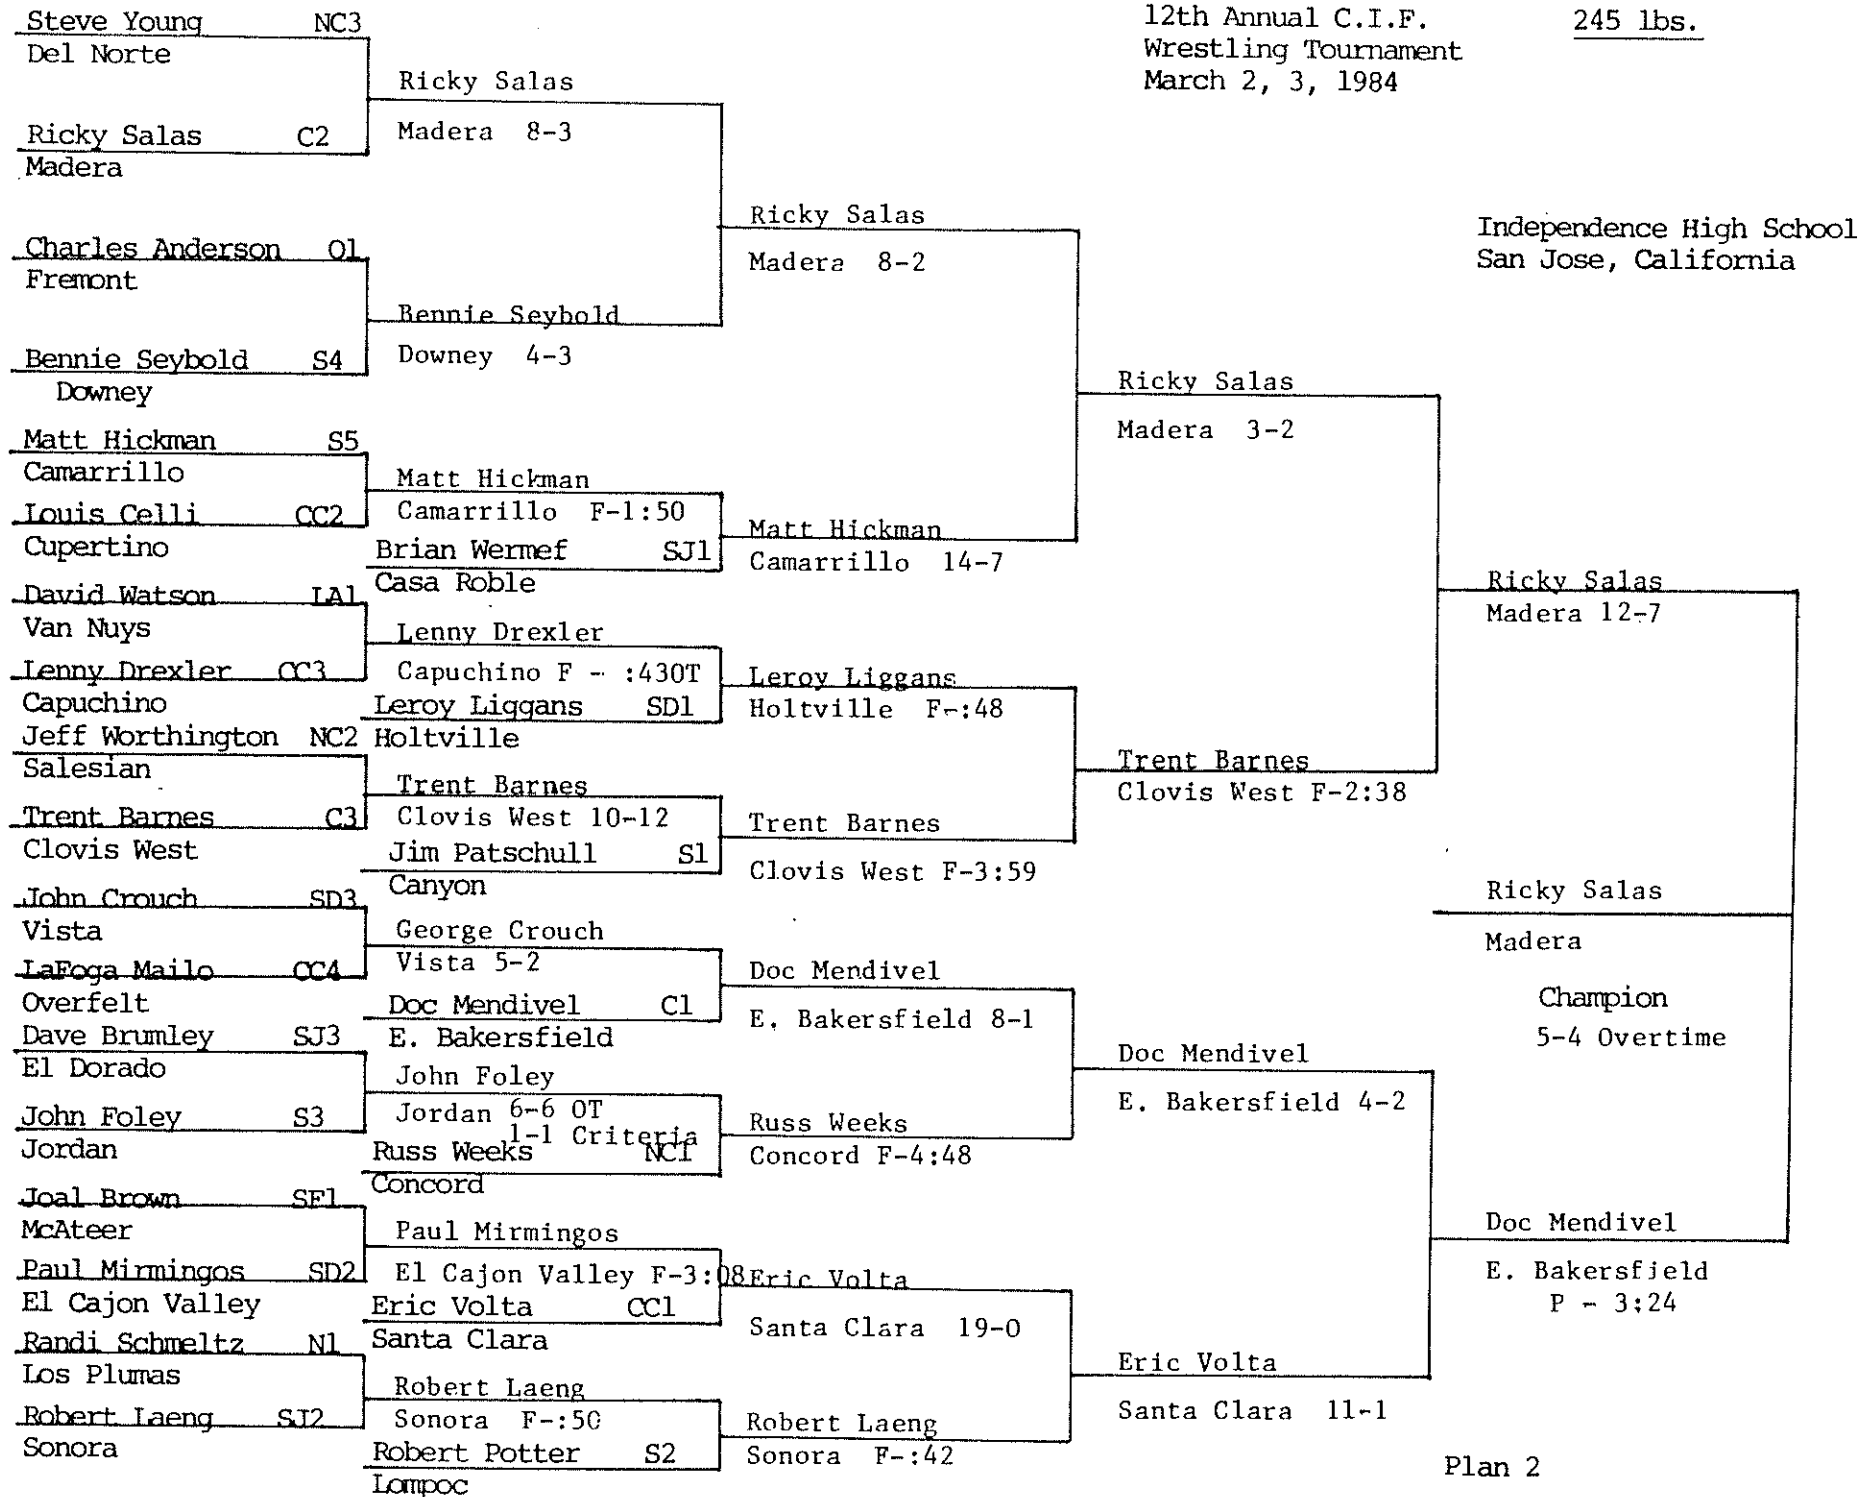 12th Annual C.I.F.
Wrestling Tournament
March 2, 3, 1984
245 lbs.
Independence High School
San Jose, California
Steve Young NC3
Del Norte
Ricky Salas C2
Madera
Charles Anderson O1
Fremont
Bennie Seybold S4
Downey
Matt Hickman S5
Camarrillo
Louis Celli CC2
Cupertino
David Watson LA1
Van Nuys
Lenny Drexler CC3
Capuchino
Jeff Worthington NC2
Salesian
Trent Barnes C3
Clovis West
John Crouch SD3
Vista
LaFoga Mailo CC4
Overfelt
Dave Brumley SJ3
El Dorado
John Foley S3
Jordan
Joal Brown SF1
McAteer
Paul Mirmingos SD2
El Cajon Valley
Randi Schmeltz N1
Los Plumas
Robert Laeng SJ2
Sonora
Ricky Salas
Madera 8-3
Bennie Seybold
Downey 4-3
Matt Hickman
Camarrillo F-1:50
Brian Wermef SJ1
Casa Roble
Lenny Drexler
Capuchino F - :43OT
Leroy Liggans SD1
Holtville
Trent Barnes
Clovis West 10-12
Jim Patschull S1
Canyon
George Crouch
Vista 5-2
Doc Mendivel C1
E. Bakersfield
John Foley
Jordan 6-6 OT
1-1 Criteria
Russ Weeks NC1
Concord
Paul Mirmingos
El Cajon Valley F-3:08
Eric Volta CC1
Santa Clara
Robert Laeng
Sonora F-:50
Robert Potter S2
Lompoc
Ricky Salas
Madera 8-2
Matt Hickman
Camarrillo 14-7
Leroy Liggans
Holtville F-:48
Trent Barnes
Clovis West F-3:59
Doc Mendivel
E. Bakersfield 8-1
Russ Weeks
Concord F-4:48
Eric Volta
Santa Clara 19-0
Robert Laeng
Sonora F-:42
Ricky Salas
Madera 3-2
Trent Barnes
Clovis West F-2:38
Doc Mendivel
E. Bakersfield 4-2
Eric Volta
Santa Clara 11-1
Ricky Salas
Madera 12-7
Doc Mendivel
E. Bakersfield
P - 3:24
Ricky Salas
Madera
Champion
5-4 Overtime
Plan 2